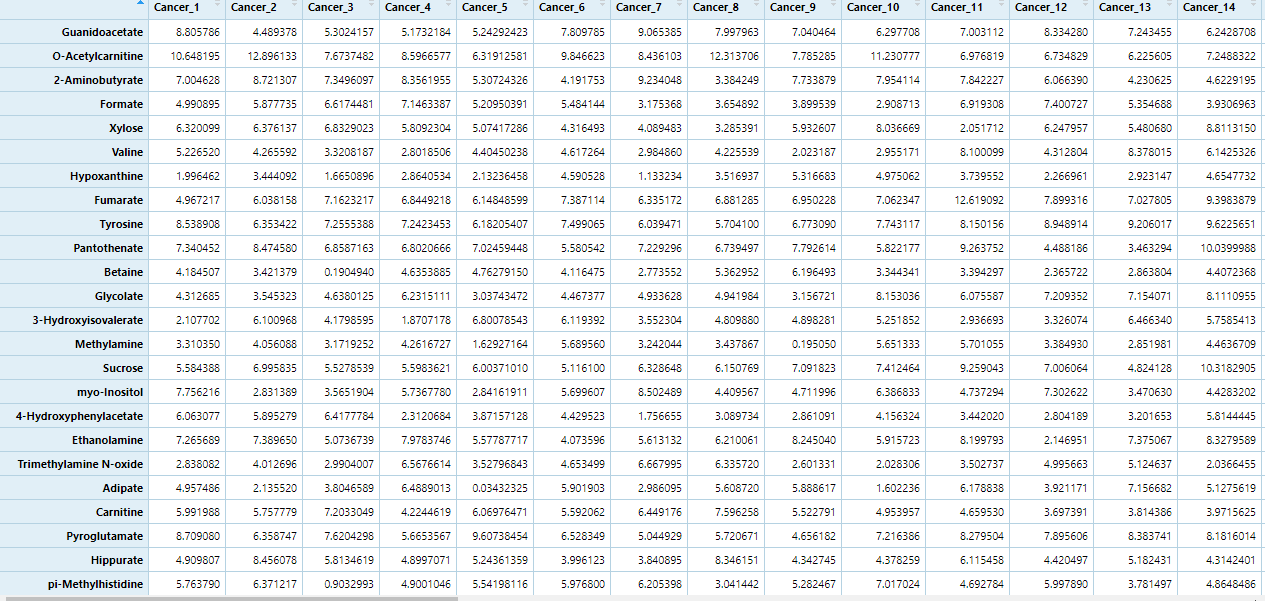 Cancer_1 Cancer_2 Cancer_3 Cancer_4 Cancer_5 Cancer_6 Cancer_7 Cancer_8 Cancer_9 Cancer_10 Cancer_11 Cancer_12 Cancer_13 Cancer_14
Guanidoacetate 8.805786 4.489378 5.3024157 5.1732184 5.24292423 7.809785 9.065385 7.997963 7.040464 6.297708 7.003112 8.334280 7.243455 6.2428708
O-Acetylcarnitine 10.648195 12.896133 7.6737482 8.5966577 6.31912581 9.846623 8.436103 12.313706 7.785285 11.230777 6.976819 6.734829 6.225605 7.2488322
2-Aminobutyrate 7.004628 8.721307 7.3496097 8.3561955 5.30724326 4.191753 9.234048 3.384249 7.733879 7.954114 7.842227 6.066390 4.230625 4.6229195
Formate 4.990895 5.877735 6.6174481 7.1463387 5.20950391 5.484144 3.175368 3.654892 3.899539 2.908713 6.919308 7.400727 5.354688 3.9306963
Xylose 6.320099 6.376137 6.8329023 5.8092304 5.07417286 4.316493 4.089483 3.285391 5.932607 8.036669 2.051712 6.247957 5.480680 8.8113150
Valine 5.226520 4.265592 3.3208187 2.8018506 4.40450238 4.617264 2.984860 4.225539 2.023187 2.955171 8.100099 4.312804 8.378015 6.1425326
Hypoxanthine 1.996462 3.444092 1.6650896 2.8640534 2.13236458 4.590528 1.133234 3.516937 5.316683 4.975062 3.739552 2.266961 2.923147 4.6547732
Fumarate 4.967217 6.038158 7.1623217 6.8449218 6.14848599 7.387114 6.335172 6.881285 6.950228 7.062347 12.619092 7.899316 7.027805 9.3983879
Tyrosine 8.538908 6.353422 7.2555388 7.2423453 6.18205407 7.499065 6.039471 5.704100 6.773090 7.743117 8.150156 8.948914 9.206017 9.6225651
Pantothenate 7.340452 8.474580 6.8587163 6.8020666 7.02459448 5.580542 7.229296 6.739497 7.792614 5.822177 9.263752 4.488186 3.463294 10.0399988
Betaine 4.184507 3.421379 0.1904940 4.6353885 4.76279150 4.116475 2.773552 5.362952 6.196493 3.344341 3.394297 2.365722 2.863804 4.4072368
Glycolate 4.312685 3.545323 4.6380125 6.2315111 3.03743472 4.467377 4.933628 4.941984 3.156721 8.153036 6.075587 7.209352 7.154071 8.1110955
3-Hydroxyisovalerate 2.107702 6.100968 4.1798595 1.8707178 6.80078543 6.119392 3.552304 4.809880 4.898281 5.251852 2.936693 3.326074 6.466340 5.7585413
Methylamine 3.310350 4.056088 3.1719252 4.2616727 1.62927164 5.689560 3.242044 3.437867 0.195050 5.651333 5.701055 3.384930 2.851981 4.4636709
Sucrose 5.584388 6.995835 5.5278539 5.5983621 6.00371010 5.116100 6.328648 6.150769 7.091823 7.412464 9.259043 7.006064 4.824128 10.3182905
myo-Inositol 7.756216 2.831389 3.5651904 5.7367780 2.84161911 5.699607 8.502489 4.409567 4.711996 6.386833 4.737294 7.302622 3.470630 4.4283202
4-Hydroxyphenylacetate 6.063077 5.895279 6.4177784 2.3120684 3.87157128 4.429523 1.756655 3.089734 2.861091 4.156324 3.442020 2.804189 3.201653 5.8144445
Ethanolamine 7.265689 7.389650 5.0736739 7.9783746 5.57787717 4.073596 5.613132 6.210061 8.245040 5.915723 8.199793 2.146951 7.375067 8.3279589
Trimethylamine N-oxide 2.838082 4.012696 2.9904007 6.5676614 3.52796843 4.653499 6.667995 6.335720 2.601331 2.028306 3.502737 4.995663 5.124637 2.0366455
Adipate 4.957486 2.135520 3.8046589 6.4889013 0.03432325 5.901903 2.986095 5.608720 5.888617 1.602236 6.178838 3.921171 7.156682 5.1275619
Carnitine 5.991988 5.757779 7.2033049 4.2244619 6.06976471 5.592062 6.449176 7.596258 5.522791 4.953957 4.659530 3.697391 3.814386 3.9715625
Pyroglutamate 8.709080 6.358747 7.6204298 5.6653567 9.60738454 6.528349 5.044929 5.720671 4.656182 7.216386 8.279504 7.895606 8.383741 8.1816014
Hippurate 4.909807 8.456078 5.8134619 4.8997071 5.24361359 3.996123 3.840895 8.346151 4.342745 4.378259 6.115458 4.420497 5.182431 4.3142401
pi-Methylhistidine 5.763790 6.371217 0.9032993 4.9001046 5.54198116 5.976800 6.205398 3.041442 5.282467 7.017024 4.692784 5.997890 3.781497 4.8648486